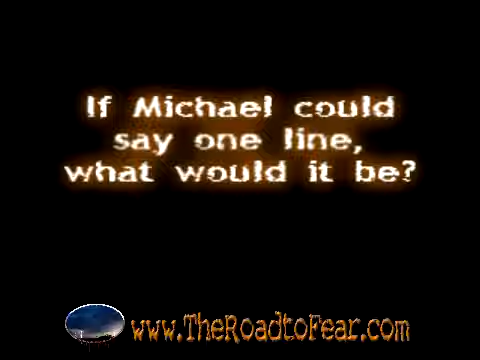 If Michael could
say one line,
what would it be?
www.TheRoadtoFear.com